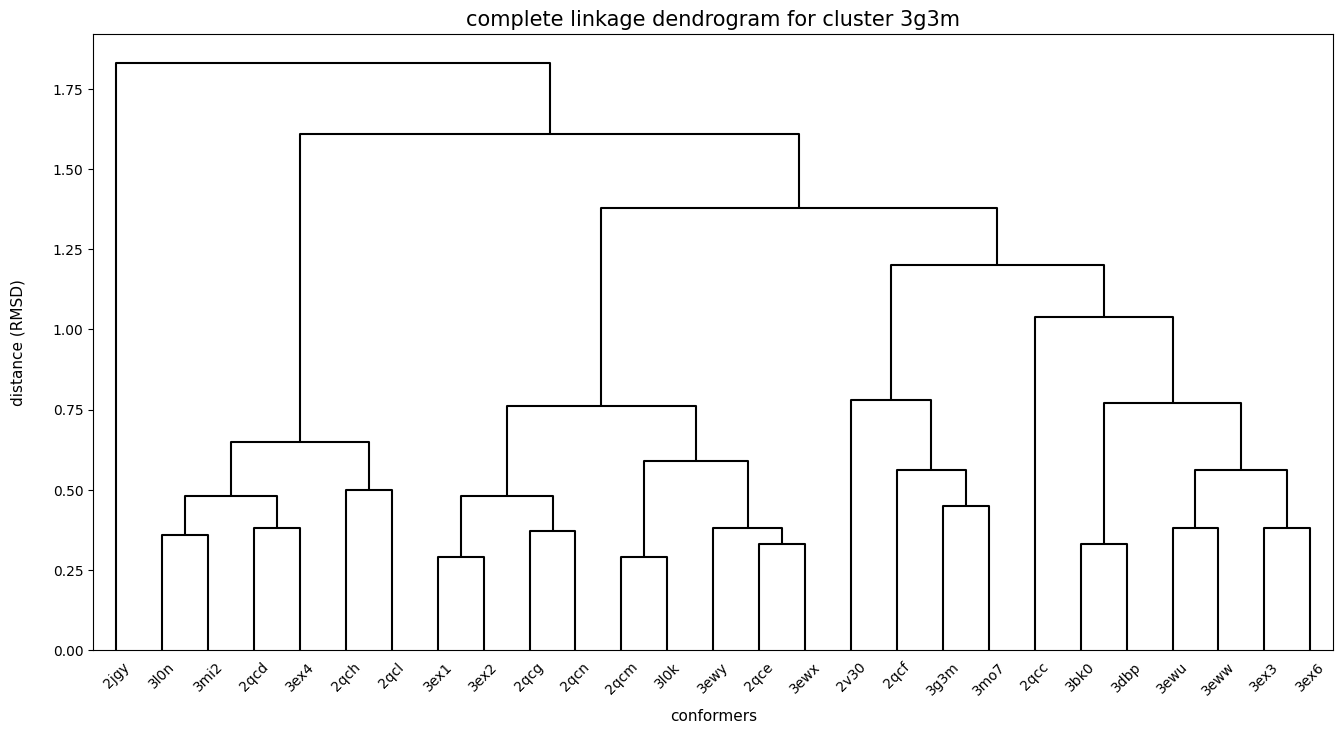 complete linkage dendrogram for cluster 3g3m
1.75
1.50
1.25
1.00
0.75
0.50
0.25
0.00
distance (RMSD)
2jgy 3l0n 3mi2 2qcd 3ex4 2qch 2qcl 3ex1 3ex2 2qcg 2qcn 2qcm 3l0k 3ewy 2qce 3ewx 2v30 2qcf 3g3m 3mo7 2qcc 3bk0 3dbp 3ewu 3eww 3ex3 3ex6
conformers